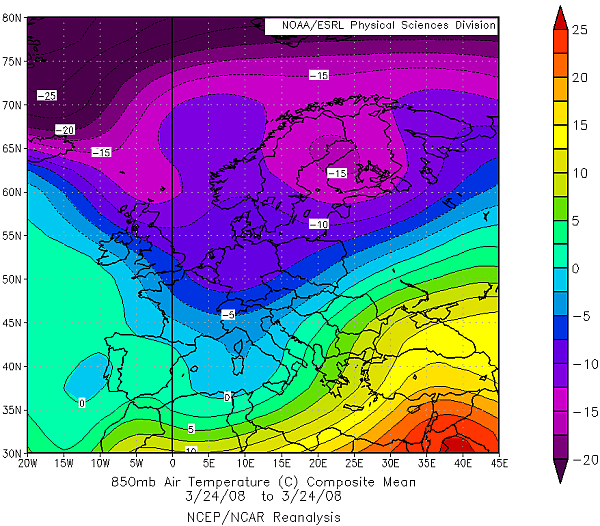 NOAA/ESRL Physical Sciences Division
80N
75N
70N
65N
60N
55N
50N
45N
40N
35N
30N
20W 15W 10W 5W 0 5E 10E 15E 20E 25E 30E 35E 40E 45E
-15
-25
-20
-15
-15
-10
-5
0
0
5
10
25
20
15
10
5
0
-5
-10
-15
-20
850mb Air Temperature (C) Composite Mean
3/24/08 to 3/24/08
NCEP/NCAR Reanalysis